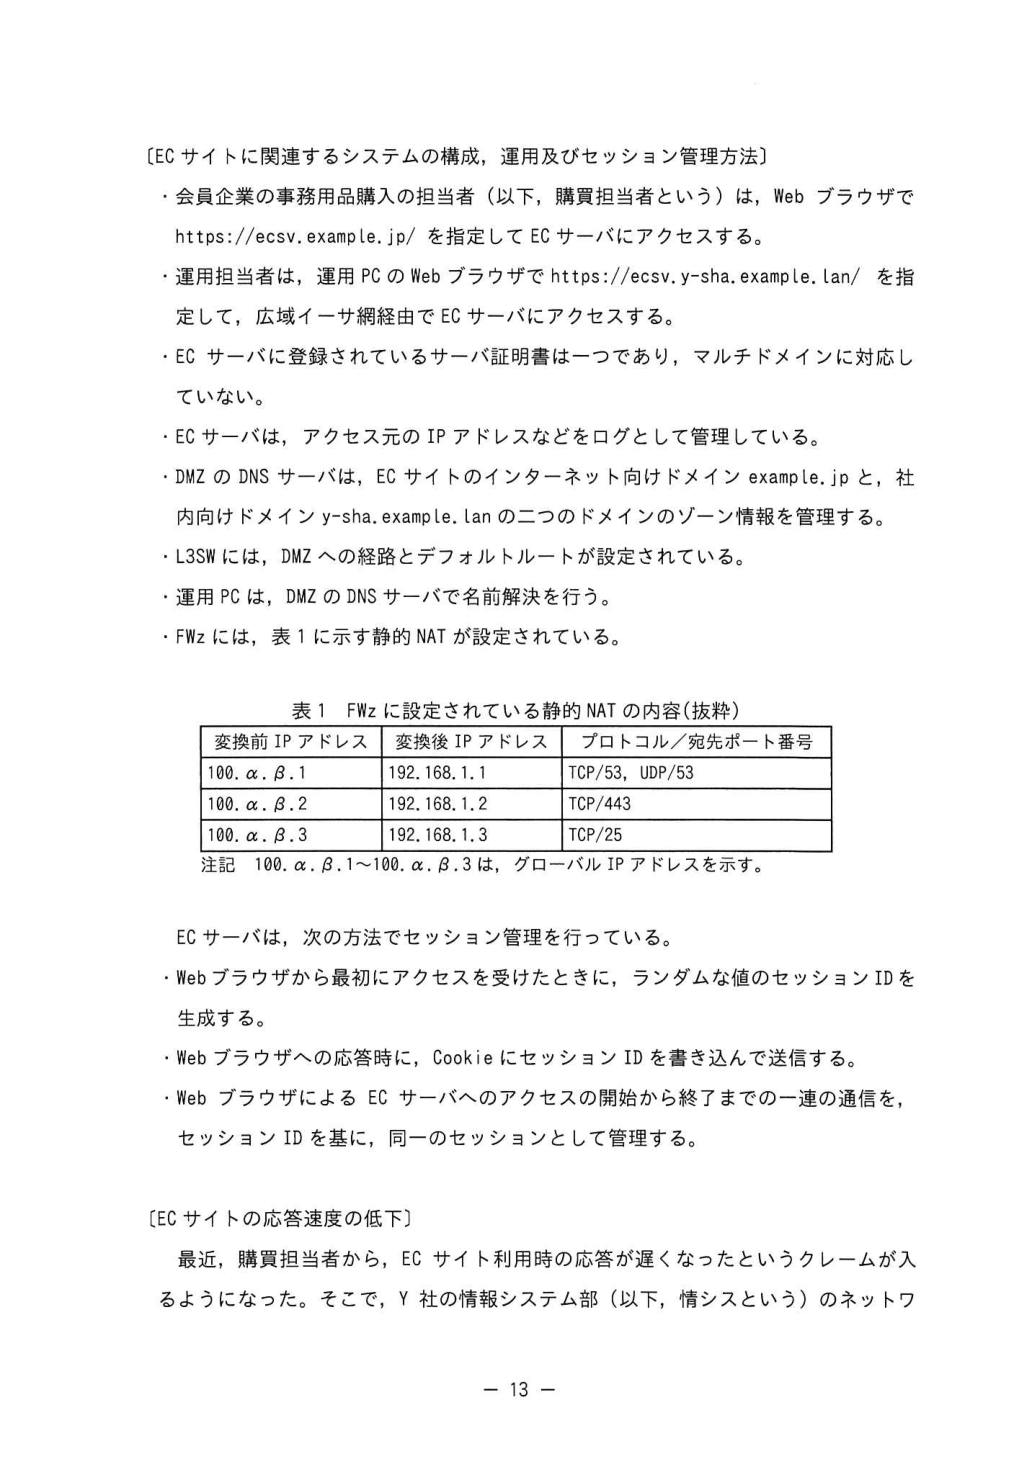 〔EC サイトに関連するシステムの構成，運用及びセッション管理方法〕
・会員企業の事務用品購入の担当者（以下，購買担当者という）は，Web ブラウザで
https://ecsv.example.jp/ を指定して EC サーバにアクセスする。
・運用担当者は，運用 PC の Web ブラウザで https://ecsv.y-sha.example.lan/ を指
定して，広域イーサ網経由で EC サーバにアクセスする。
・EC サーバに登録されているサーバ証明書は一つであり，マルチドメインに対応し
ていない。
・EC サーバは，アクセス元の IP アドレスなどをログとして管理している。
・DMZ の DNS サーバは，EC サイトのインターネット向けドメイン example.jp と，社
内向けドメイン y-sha.example.lan の二つのドメインのゾーン情報を管理する。
・L3SW には，DMZ への経路とデフォルトルートが設定されている。
・運用 PC は，DMZ の DNS サーバで名前解決を行う。
・FWz には，表 1 に示す静的 NAT が設定されている。
表 1　FWz に設定されている静的 NAT の内容(抜粋)
変換前 IP アドレス　変換後 IP アドレス　プロトコル／宛先ポート番号
100.α.β.1　192.168.1.1　TCP/53，UDP/53
100.α.β.2　192.168.1.2　TCP/443
100.α.β.3　192.168.1.3　TCP/25
注記　100.α.β.1～100.α.β.3 は，グローバル IP アドレスを示す。
EC サーバは，次の方法でセッション管理を行っている。
・Web ブラウザから最初にアクセスを受けたときに，ランダムな値のセッション ID を
生成する。
・Web ブラウザへの応答時に，Cookie にセッション ID を書き込んで送信する。
・Web ブラウザによる EC サーバへのアクセスの開始から終了までの一連の通信を，
セッション ID を基に，同一のセッションとして管理する。
〔EC サイトの応答速度の低下〕
最近，購買担当者から，EC サイト利用時の応答が遅くなったというクレームが入
るようになった。そこで，Y 社の情報システム部（以下，情シスという）のネットワ
― 13 ―